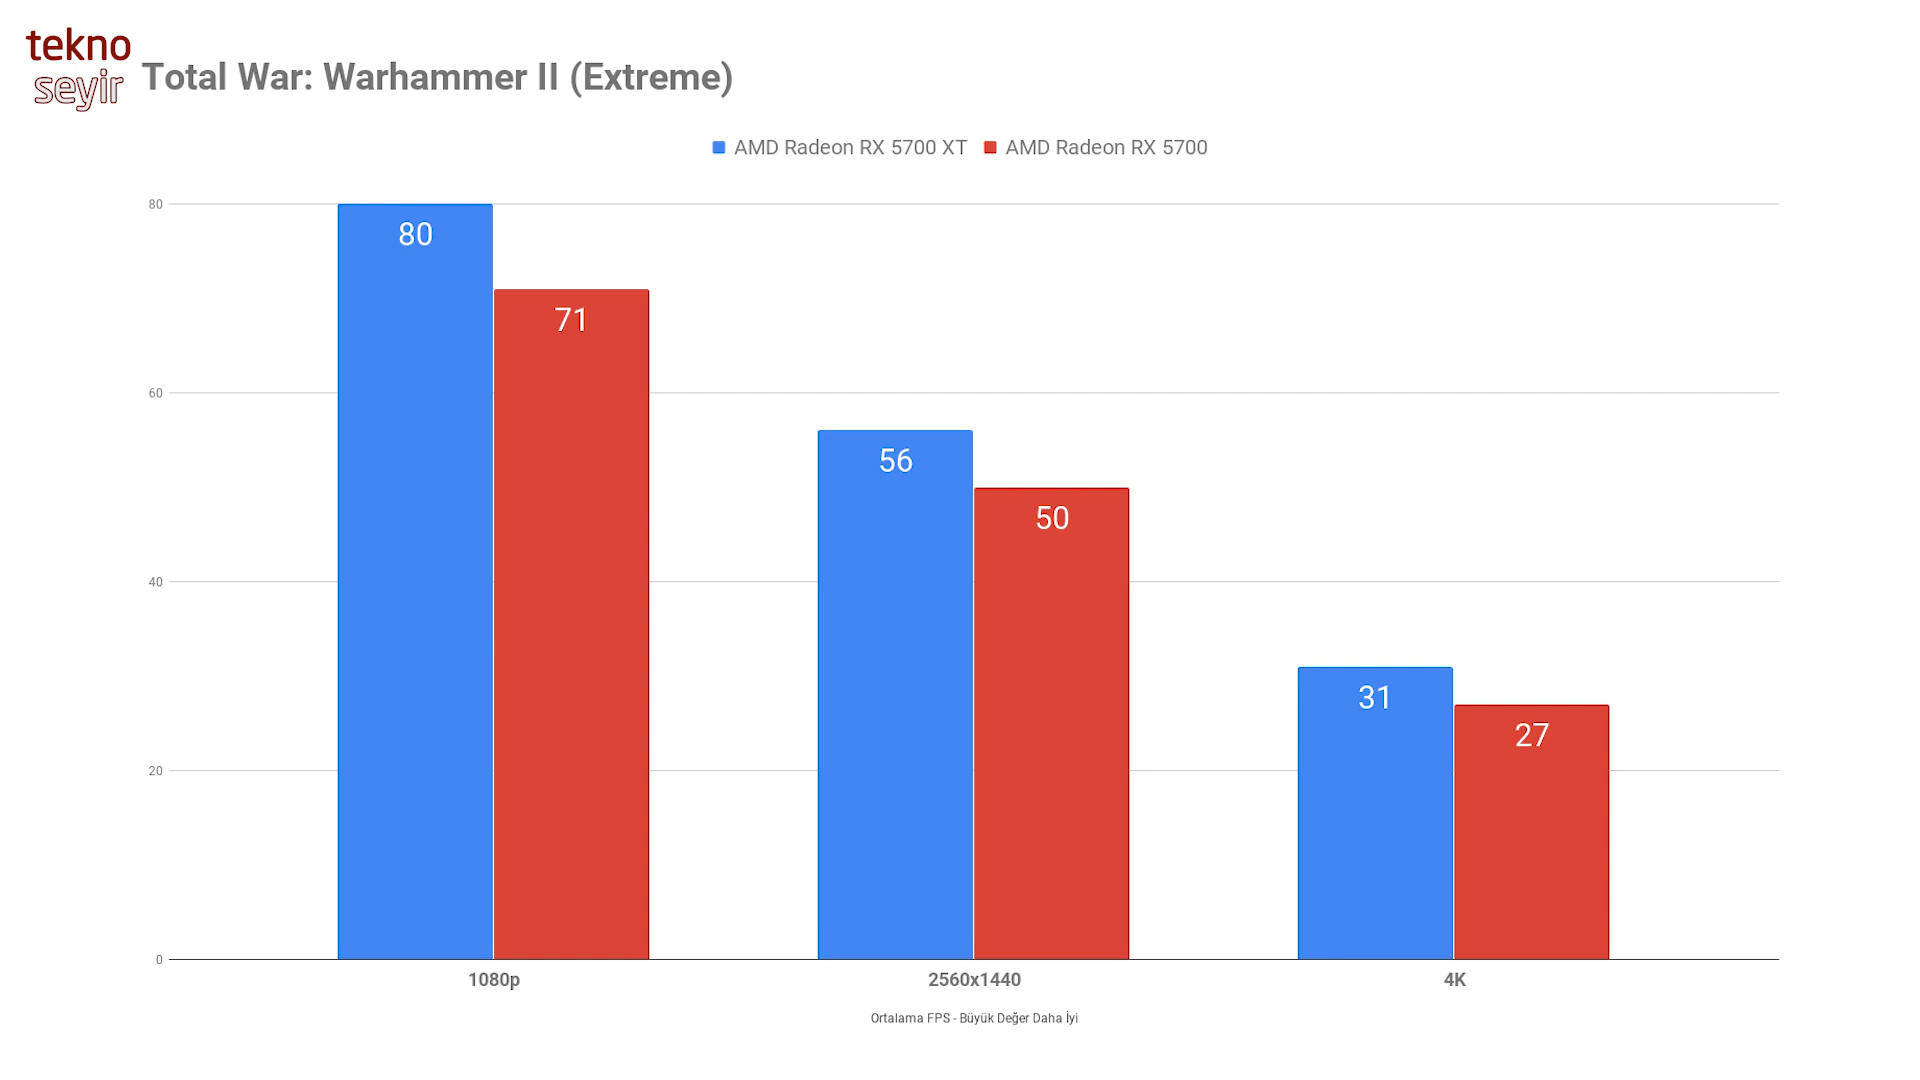 tekno
seyir
Total War: Warhammer II (Extreme)
AMD Radeon RX 5700 XT AMD Radeon RX 5700
80
80
71
60
56
50
40
31
27
20
0
1080p 2560x1440 4K
Ortalama FPS - Büyük Değer Daha İyi